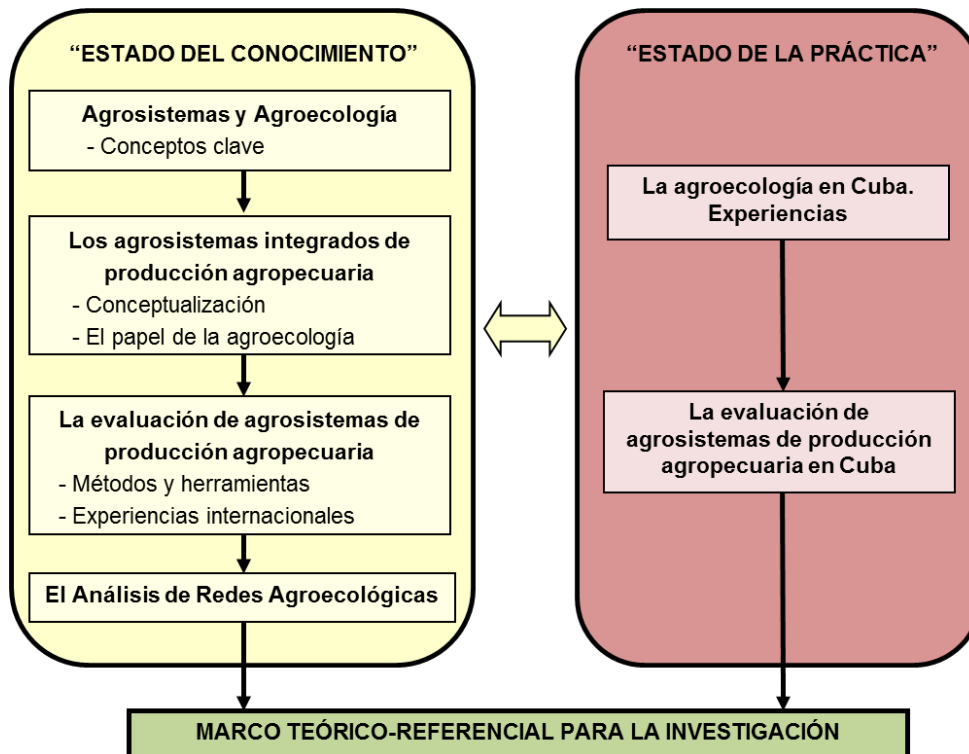 “ESTADO DEL CONOCIMIENTO”
Agrosistemas y Agroecología
- Conceptos clave
Los agrosistemas integrados de
producción agropecuaria
- Conceptualización
- El papel de la agroecología
La evaluación de agrosistemas de
producción agropecuaria
- Métodos y herramientas
- Experiencias internacionales
El Análisis de Redes Agroecológicas
“ESTADO DE LA PRÁCTICA”
La agroecología en Cuba.
Experiencias
La evaluación de
agrosistemas de producción
agropecuaria en Cuba
MARCO TEÓRICO-REFERENCIAL PARA LA INVESTIGACIÓN